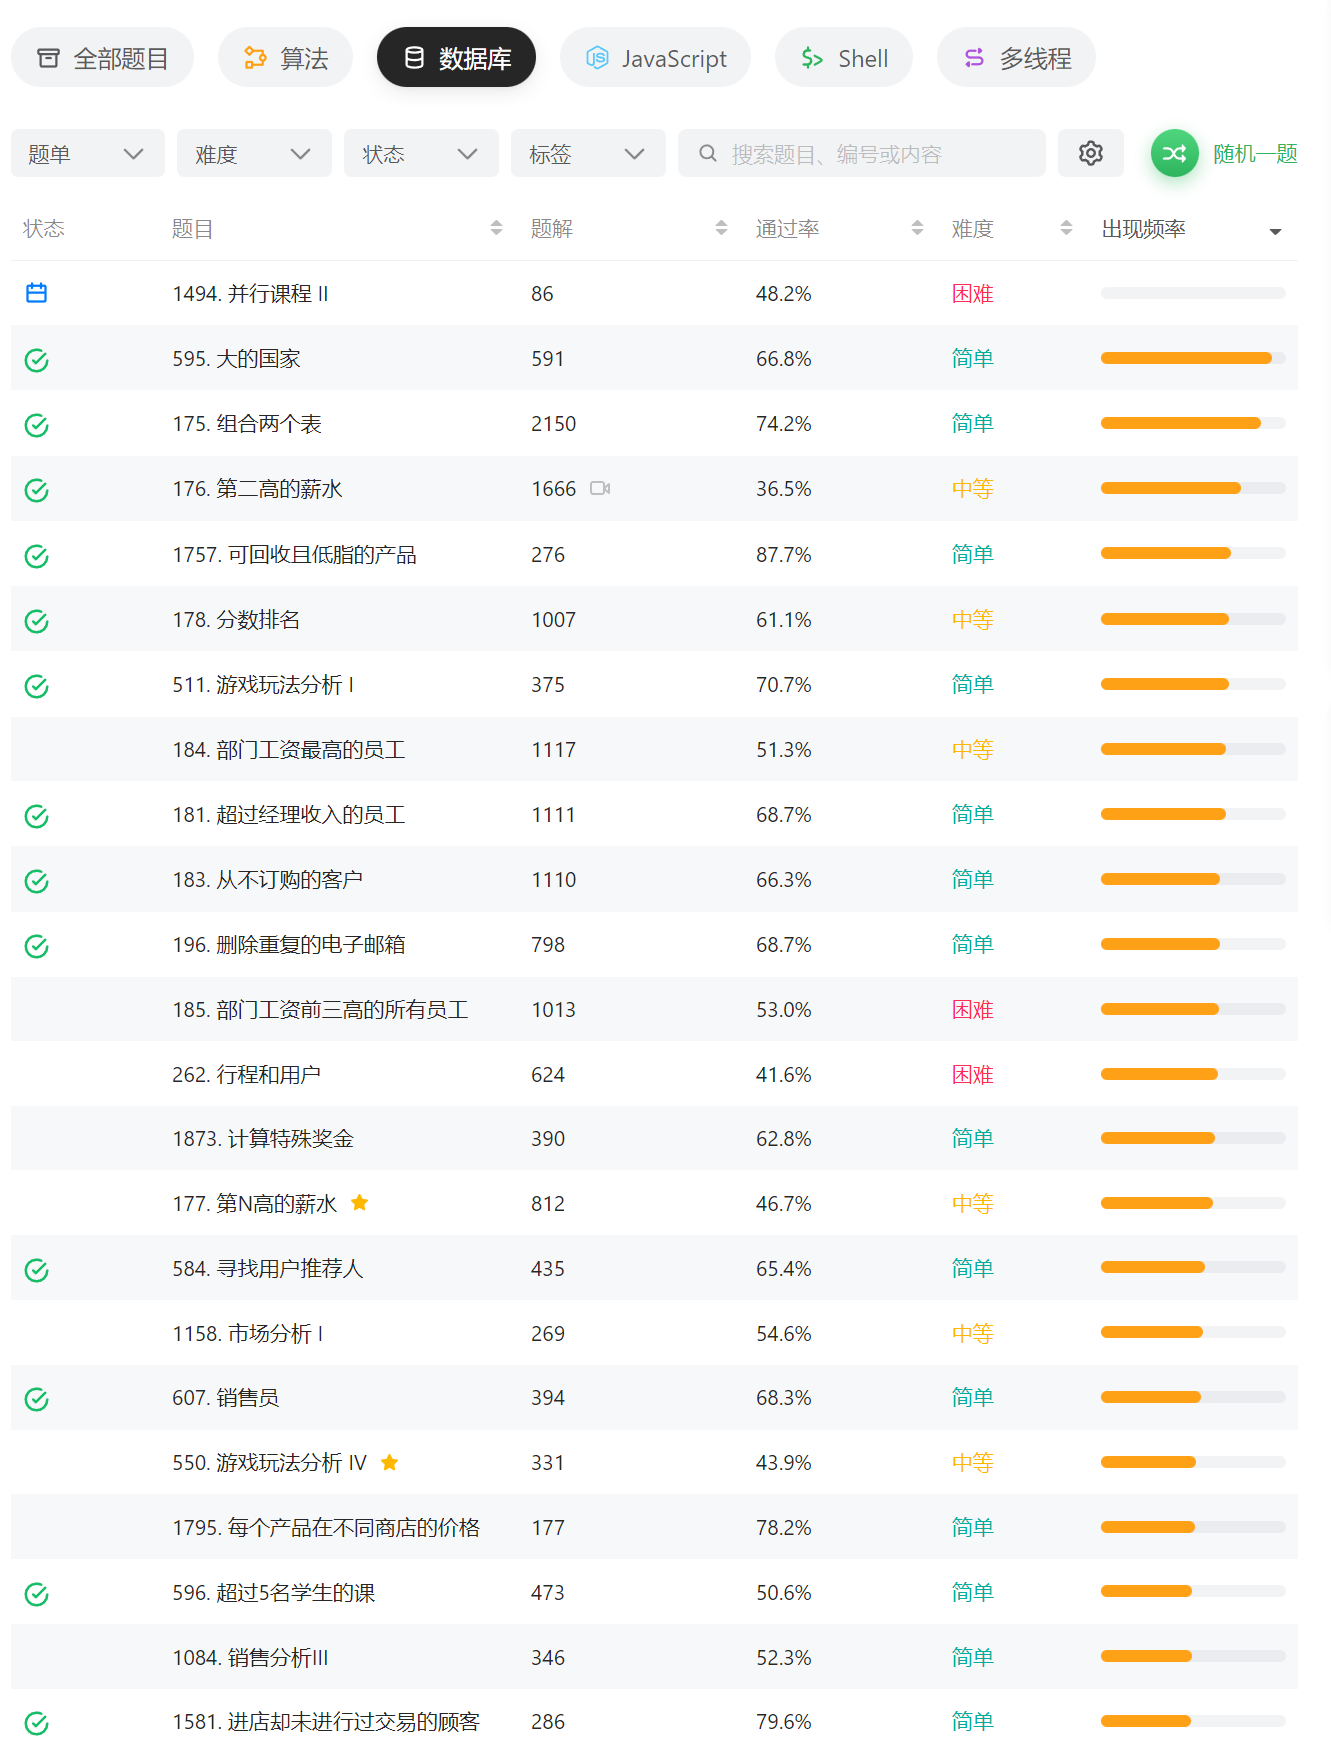 全部题目 算法 数据库 JavaScript Shell 多线程
题单 难度 状态 标签 搜索题目、编号或内容 随机一题
状态 题目 题解 通过率 难度 出现频率
1494. 并行课程 II 86 48.2% 困难
595. 大的国家 591 66.8% 简单
175. 组合两个表 2150 74.2% 简单
176. 第二高的薪水 1666 36.5% 中等
1757. 可回收且低脂的产品 276 87.7% 简单
178. 分数排名 1007 61.1% 中等
511. 游戏玩法分析 I 375 70.7% 简单
184. 部门工资最高的员工 1117 51.3% 中等
181. 超过经理收入的员工 1111 68.7% 简单
183. 从不订购的客户 1110 66.3% 简单
196. 删除重复的电子邮箱 798 68.7% 简单
185. 部门工资前三高的所有员工 1013 53.0% 困难
262. 行程和用户 624 41.6% 困难
1873. 计算特殊奖金 390 62.8% 简单
177. 第N高的薪水 812 46.7% 中等
584. 寻找用户推荐人 435 65.4% 简单
1158. 市场分析 I 269 54.6% 中等
607. 销售员 394 68.3% 简单
550. 游戏玩法分析 IV 331 43.9% 中等
1795. 每个产品在不同商店的价格 177 78.2% 简单
596. 超过5名学生的课 473 50.6% 简单
1084. 销售分析III 346 52.3% 简单
1581. 进店却未进行过交易的顾客 286 79.6% 简单